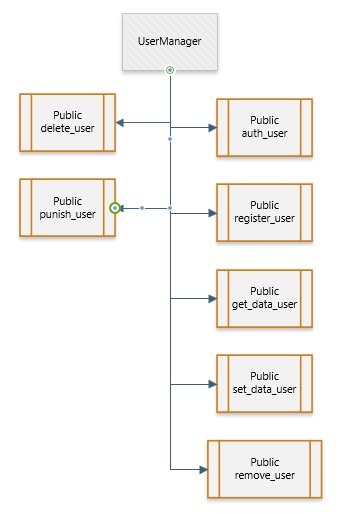 UserManager
Public
delete_user
Public
auth_user
Public
punish_user
Public
register_user
Public
get_data_user
Public
set_data_user
Public
remove_user